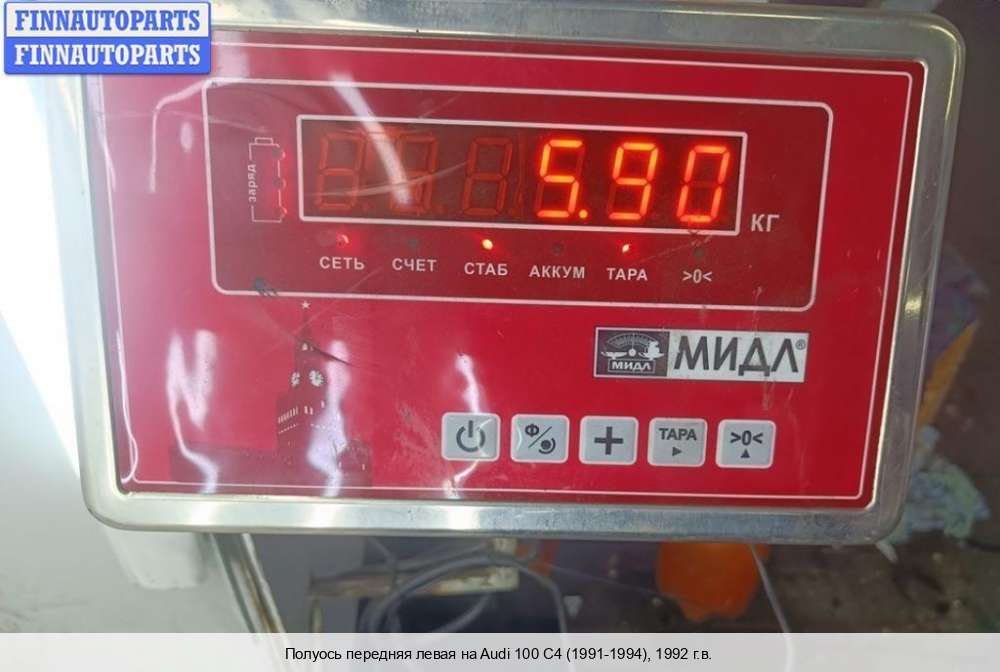 FINNAUTOPARTS
FINNAUTOPARTS
заряд
5.90
КГ
СЕТЬ СЧЕТ СТАБ АККУМ ТАРА >0<
МИДЛ МИДЛ®
Ф/ + ТАРА >0<
Полуось передняя левая на Audi 100 C4 (1991-1994), 1992 г.в.